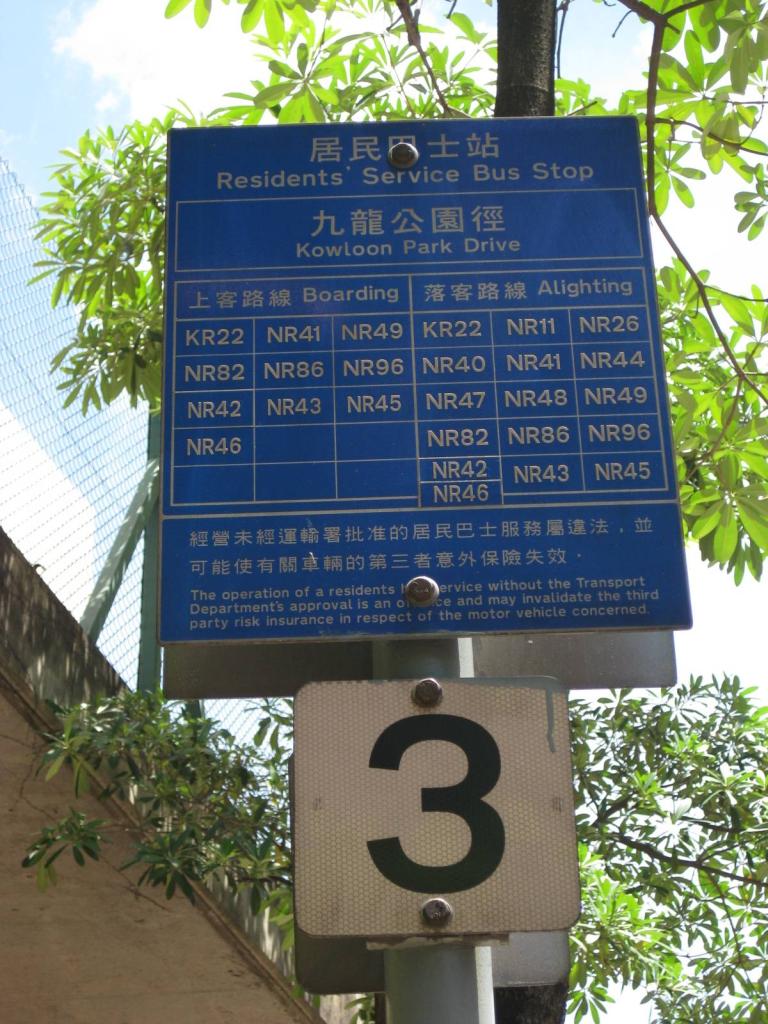 居民巴士站
Residents' Service Bus Stop
九龍公園徑
Kowloon Park Drive
上客路線 Boarding 落客路線 Alighting
KR22 NR41 NR49 KR22 NR11 NR26
NR82 NR86 NR96 NR40 NR41 NR44
NR42 NR43 NR45 NR47 NR48 NR49
NR46 NR82 NR86 NR96
NR42 NR43 NR45
NR46
經營未經運輸署批准的居民巴士服務屬違法，並
可能使有關車輛的第三者意外保險失效．
The operation of a residents' service without the Transport
Department's approval is an offence and may invalidate the third
party risk insurance in respect of the motor vehicle concerned.
3